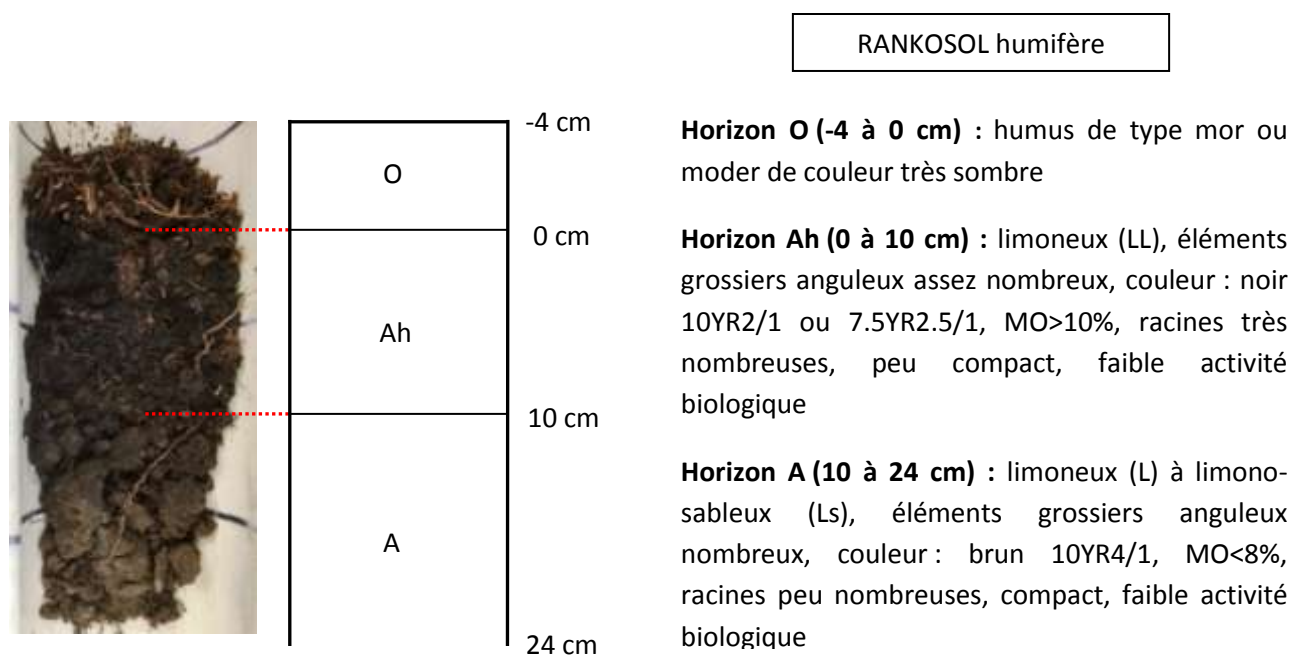 RANKOSOL humifère
-4 cm
O
0 cm
Ah
10 cm
A
24 cm
Horizon O (-4 à 0 cm) : humus de type mor ou
moder de couleur très sombre
Horizon Ah (0 à 10 cm) : limoneux (LL), éléments
grossiers anguleux assez nombreux, couleur : noir
10YR2/1 ou 7.5YR2.5/1, MO>10%, racines très
nombreuses, peu compact, faible activité
biologique
Horizon A (10 à 24 cm) : limoneux (L) à limono-
sableux (Ls), éléments grossiers anguleux
nombreux, couleur : brun 10YR4/1, MO<8%,
racines peu nombreuses, compact, faible activité
biologique